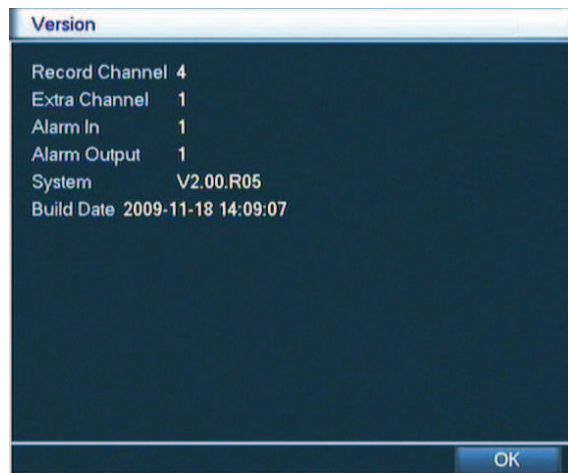 Version
Record Channel 4
Extra Channel 1
Alarm In 1
Alarm Output 1
System V2.00.R05
Build Date 2009-11-18 14:09:07
OK